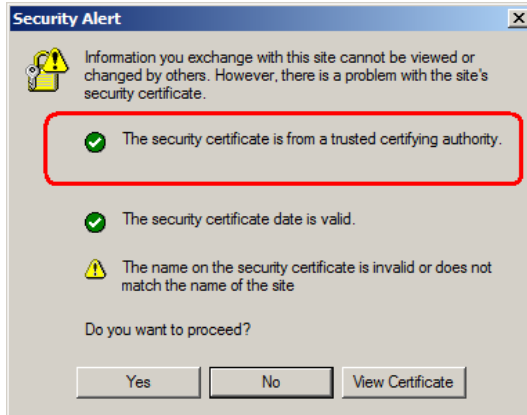 Security Alert
Information you exchange with this site cannot be viewed or
changed by others. However, there is a problem with the site's
security certificate.
The security certificate is from a trusted certifying authority.
The security certificate date is valid.
The name on the security certificate is invalid or does not
match the name of the site
Do you want to proceed?
Yes
No
View Certificate